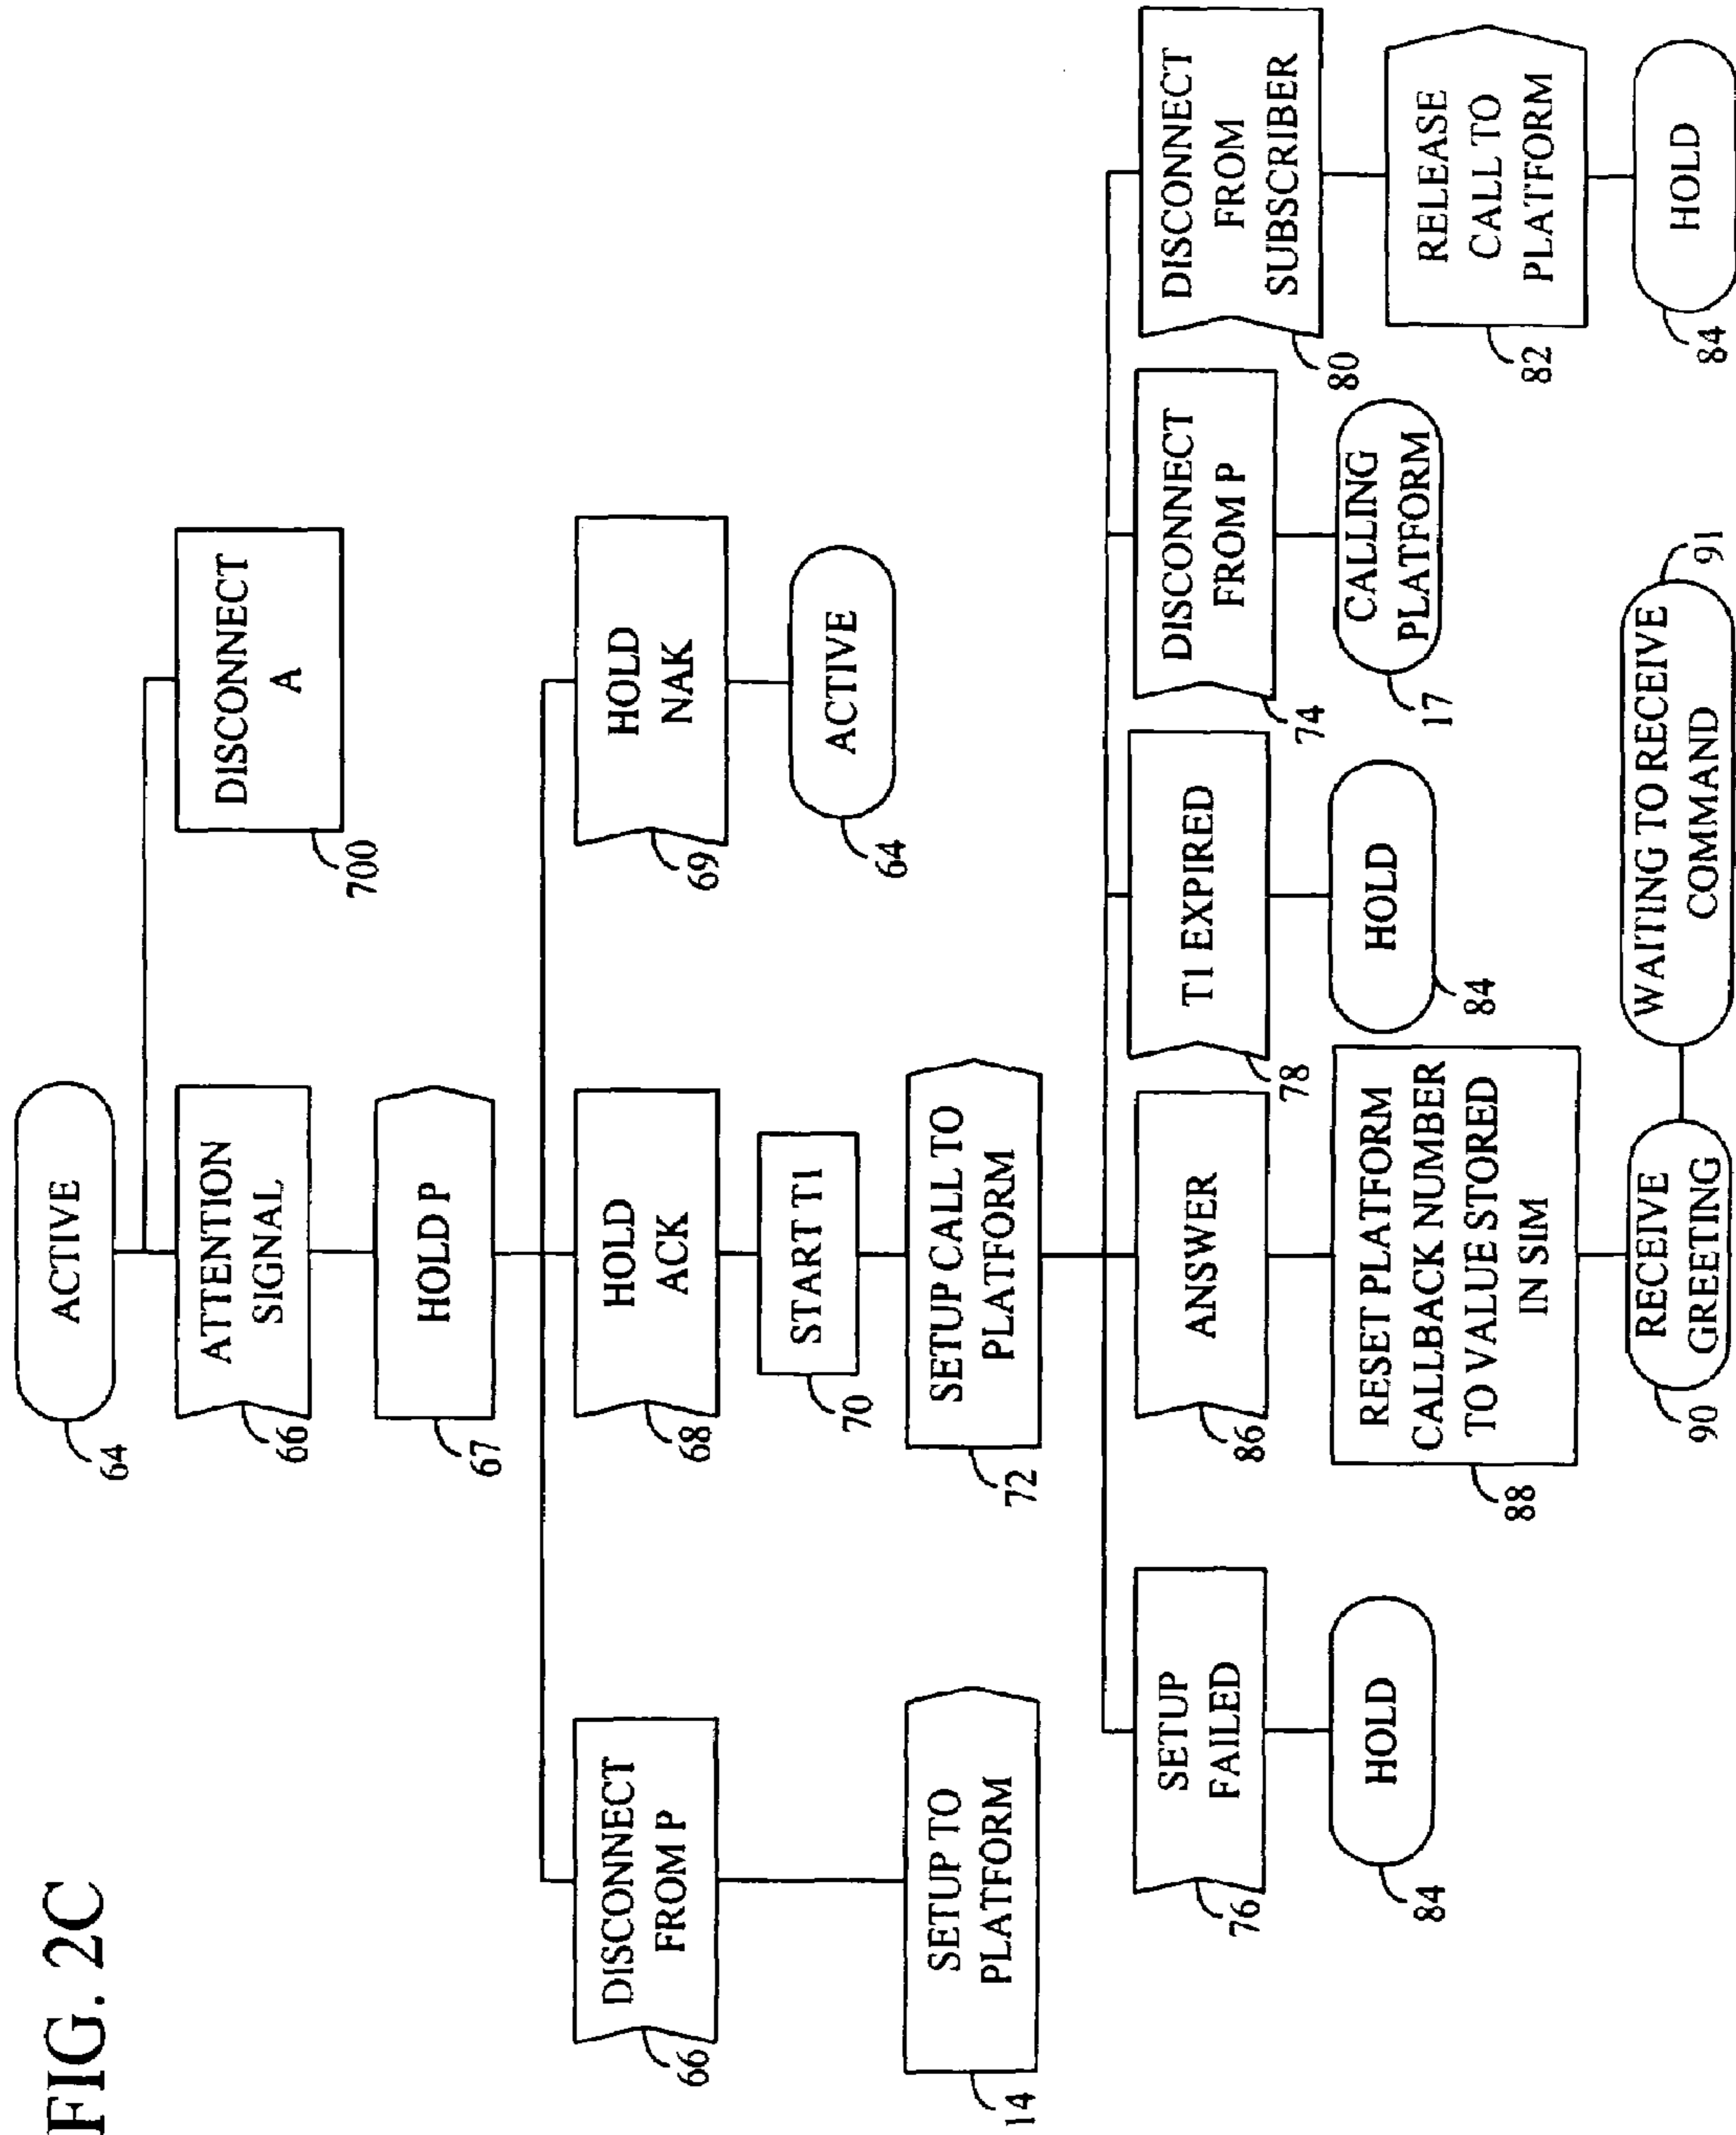 FIG. 2C
ACTIVE
64
ATTENTION
SIGNAL
66
DISCONNECT
A
700
HOLD P
67
DISCONNECT
FROM P
66
HOLD
ACK
68
HOLD
NAK
69
START T1
70
ACTIVE
64
SETUP TO
PLATFORM
14
SETUP CALL TO
PLATFORM
72
SETUP
FAILED
76
ANSWER
86
T1 EXPIRED
78
DISCONNECT
FROM P
74
DISCONNECT
FROM
SUBSCRIBER
80
HOLD
84
RESET PLATFORM
CALLBACK NUMBER
TO VALUE STORED
IN SIM
88
HOLD
84
CALLING
PLATFORM
17
RELEASE
CALL TO
PLATFORM
82
RECEIVE
GREETING
90
WAITING TO RECEIVE
COMMAND
91
HOLD
84